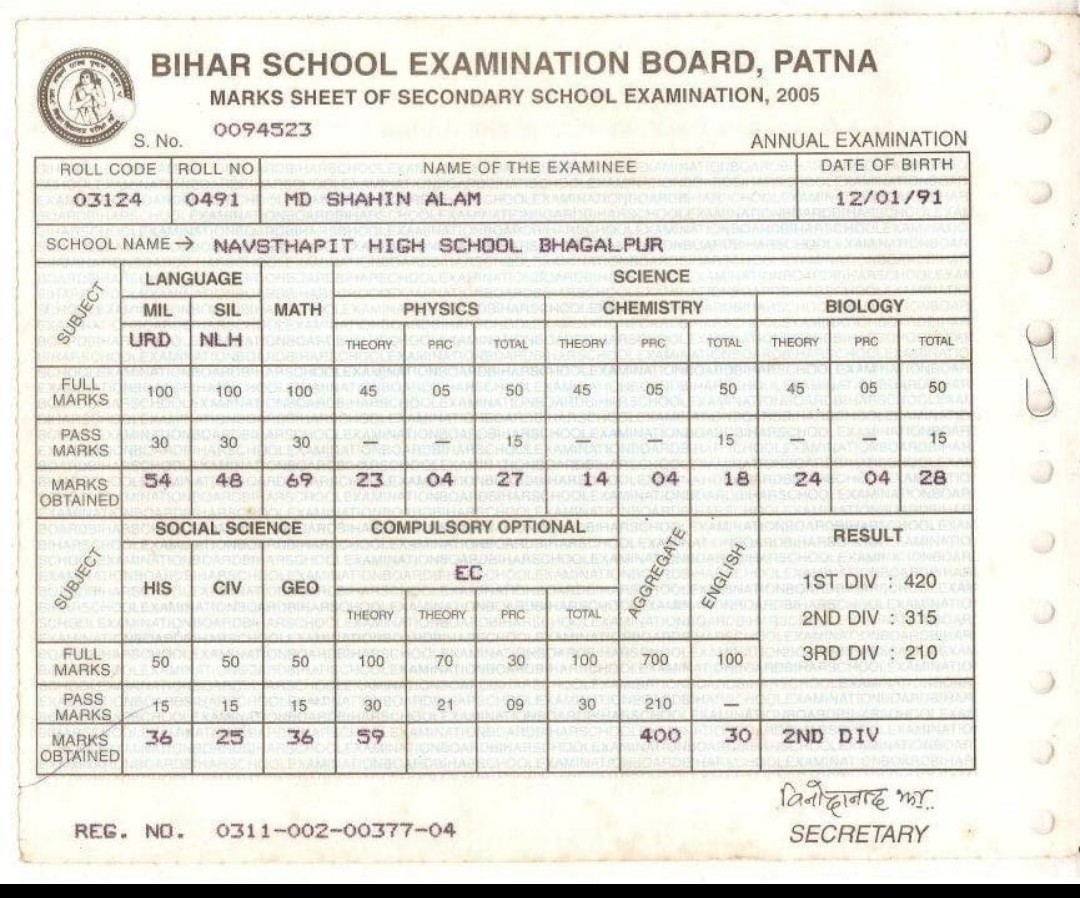 BIHAR SCHOOL EXAMINATION BOARD, PATNA
MARKS SHEET OF SECONDARY SCHOOL EXAMINATION, 2005
S. No. 0094523
ANNUAL EXAMINATION
ROLL CODE ROLL NO NAME OF THE EXAMINEE DATE OF BIRTH
03124 0491 MD SHAHIN ALAM 12/01/91
SCHOOL NAME → NAVSTHAPIT HIGH SCHOOL BHAGALPUR
SUBJECT LANGUAGE SCIENCE
MIL SIL MATH PHYSICS CHEMISTRY BIOLOGY
URD NLH THEORY PRC TOTAL THEORY PRC TOTAL THEORY PRC TOTAL
FULL MARKS 100 100 100 45 05 50 45 05 50 45 05 50
PASS MARKS 30 30 30 — — 15 — — 15 — — 15
MARKS OBTAINED 54 48 69 23 04 27 14 04 18 24 04 28
SUBJECT SOCIAL SCIENCE COMPULSORY OPTIONAL AGGREGATE ENGLISH RESULT
HIS CIV GEO EC
THEORY THEORY PRC TOTAL
1ST DIV : 420
2ND DIV : 315
3RD DIV : 210
FULL MARKS 50 50 50 100 70 30 100 700 100
PASS MARKS 15 15 15 30 21 09 30 210 —
MARKS OBTAINED 36 25 36 59 400 30 2ND DIV
REG. NO. 0311-002-00377-04
SECRETARY